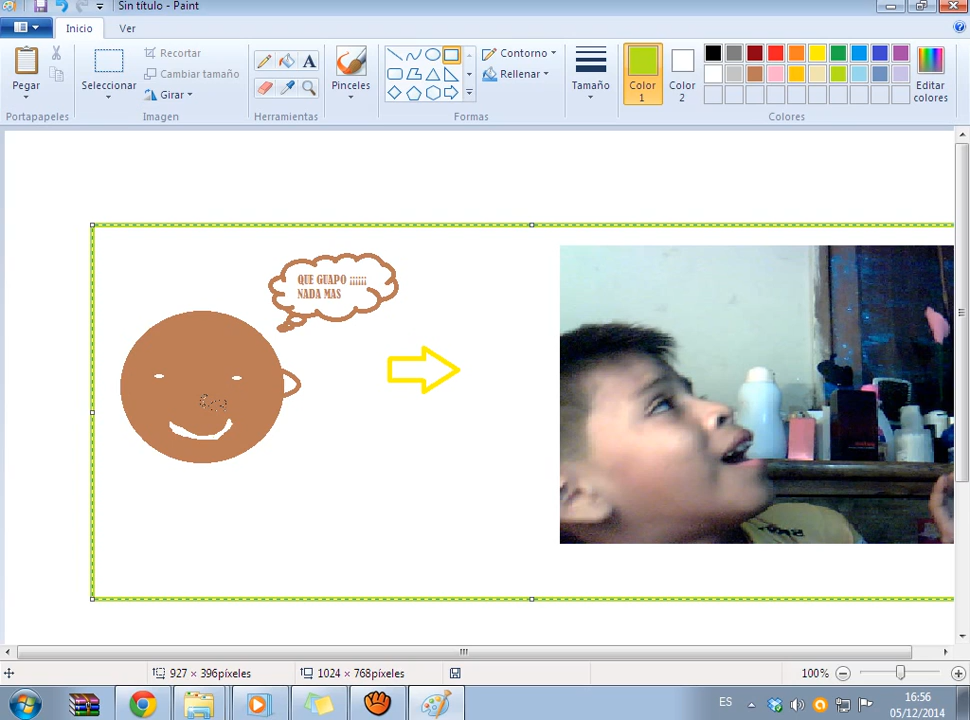 Sin título - Paint
Inicio
Ver
Pegar
Seleccionar
Recortar
Cambiar tamaño
Girar
A
Pinceles
Contorno
Rellenar
Tamaño
Color
1
Color
2
Editar
colores
Portapapeles
Imagen
Herramientas
Formas
Colores
QUE GUAPO ¡¡¡¡¡¡
NADA MAS
927 × 396píxeles
1024 × 768píxeles
100%
ES
16:56
05/12/2014